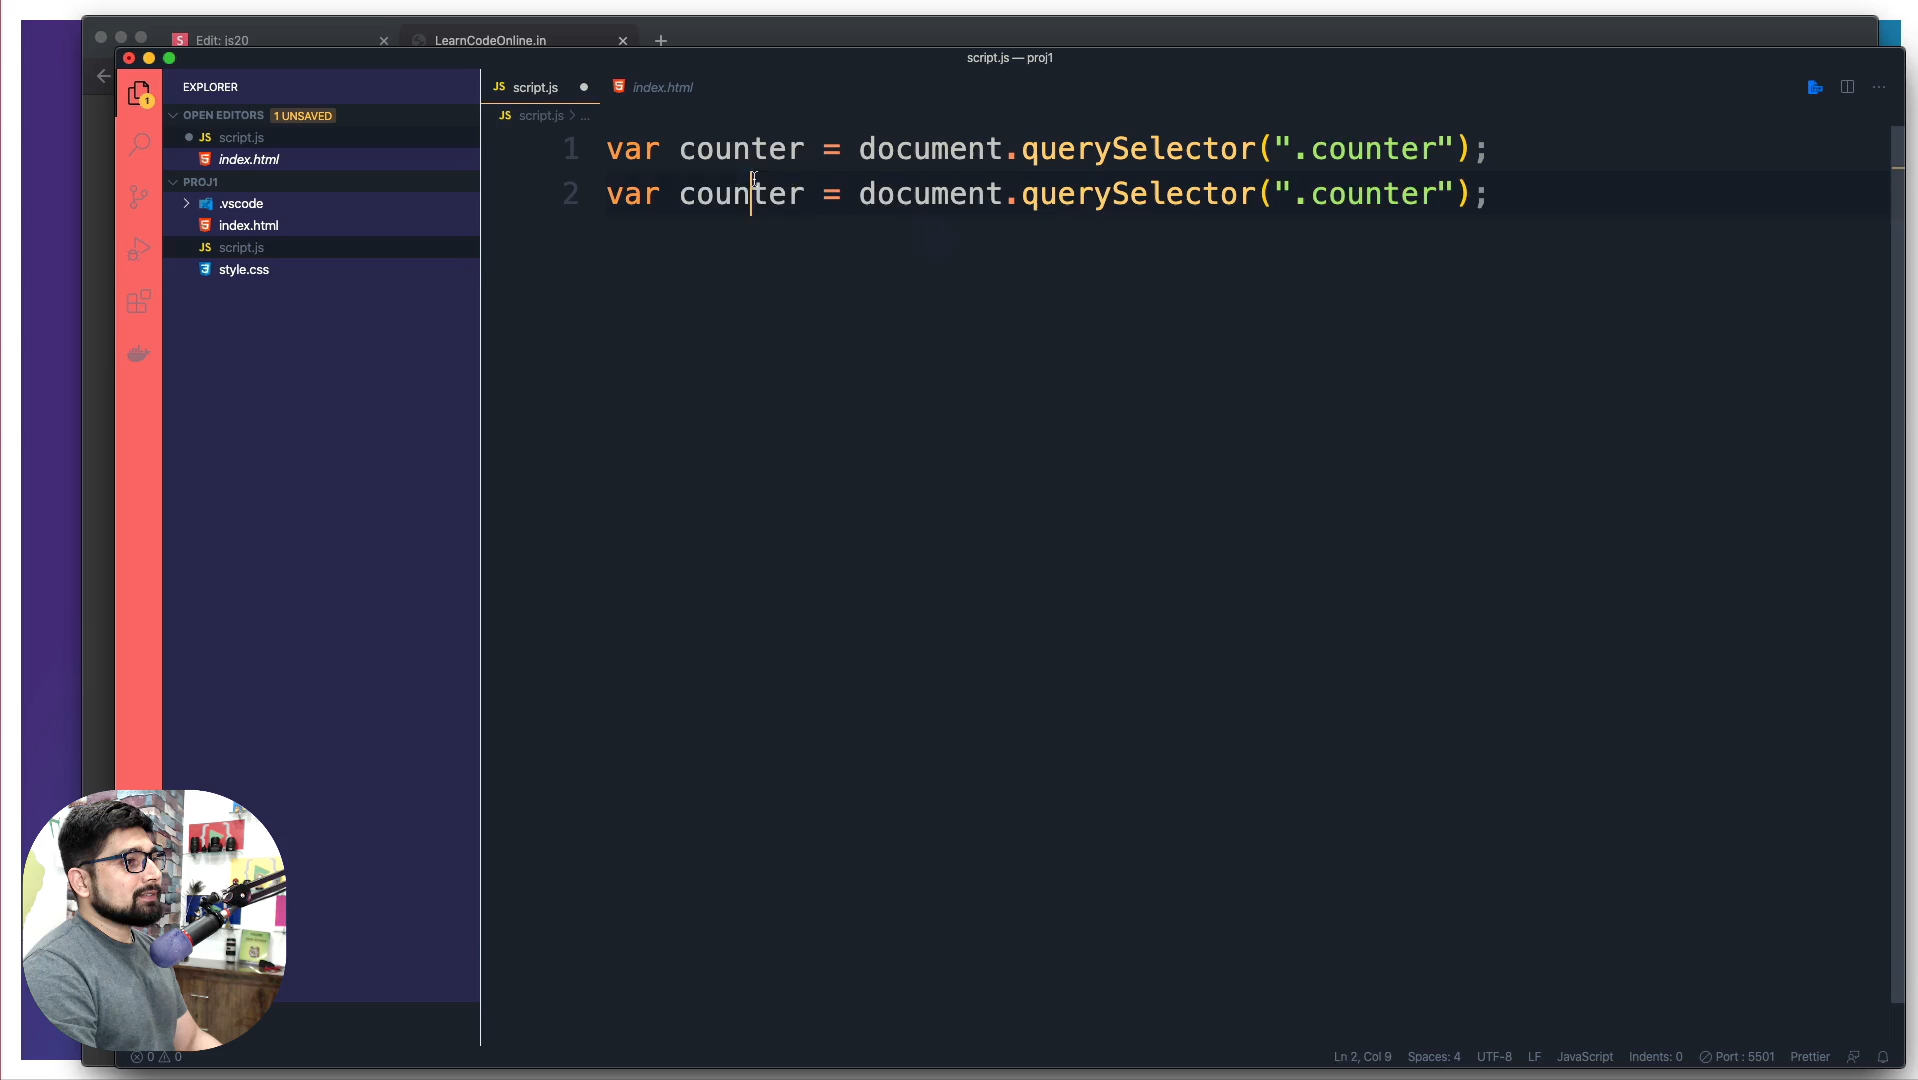 Edit: js20
LearnCodeOnline.in
script.js — proj1
EXPLORER
OPEN EDITORS 1 UNSAVED
JS script.js
index.html
PROJ1
.vscode
index.html
JS script.js
style.css
1
JS script.js
index.html
JS script.js > ...
1 var counter = document.querySelector(".counter");
2 var counter = document.querySelector(".counter");
0 0
Ln 2, Col 9
Spaces: 4
UTF-8
LF
JavaScript
Indents: 0
Port : 5501
Prettier